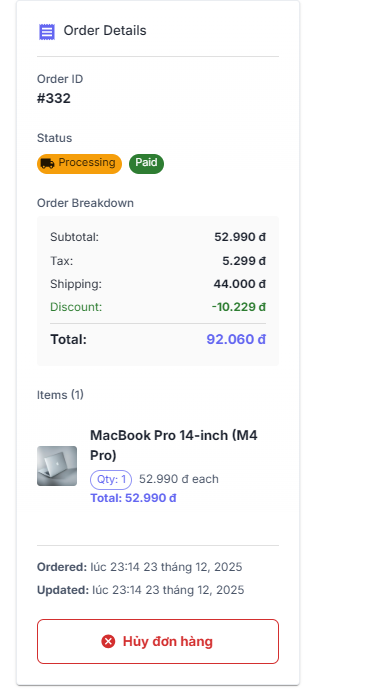 Order Details
Order ID
#332
Status
Processing Paid
Order Breakdown
Subtotal: 52.990 đ
Tax: 5.299 đ
Shipping: 44.000 đ
Discount: -10.229 đ
Total: 92.060 đ
Items (1)
MacBook Pro 14-inch (M4
Pro)
Qty: 1 52.990 đ each
Total: 52.990 đ
Ordered: lúc 23:14 23 tháng 12, 2025
Updated: lúc 23:14 23 tháng 12, 2025
Hủy đơn hàng